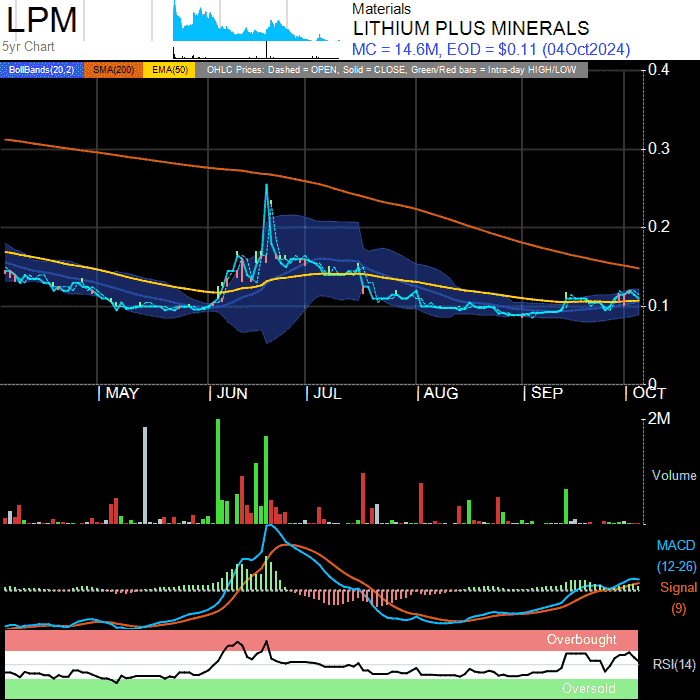 LPM
5yr Chart
Materials
LITHIUM PLUS MINERALS
MC = 14.6M, EOD = $0.11 (04Oct2024)
BollBands(20,2) SMA(200) EMA(50) OHLC Prices: Dashed = OPEN, Solid = CLOSE, Green/Red bars = Intra-day HIGH/LOW
0.4
0.3
0.2
0.1
0
MAY JUN JUL AUG SEP OCT
2M
Volume
MACD
(12-26)
Signal
(9)
Overbought
RSI(14)
Oversold